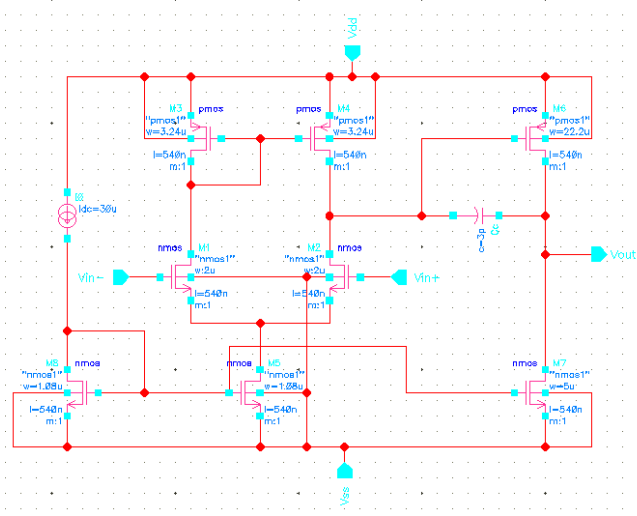 Vdd
M3
pmos
"pmos1"
w=3.24u
l=540n
m:1
pmos
M4
"pmos1"
w=3.24u
l=540n
m:1
pmos
M6
"pmos1"
w=22.2u
l=540n
m:1
Idc=30u
c=3p
nmos
M1
"nmos1"
w:2u
l=540n
m:1
M2
nmos
"nmos1"
w:2u
l=540n
m:1
Vin-
Vin+
Vout
M8
nmos
"nmos1"
w=1.08u
l=540n
m:1
nmos
M5
"nmos1"
w=1.08u
l=540n
m:1
nmos
M7
"nmos1"
w=6u
l=540n
m:1
Vss